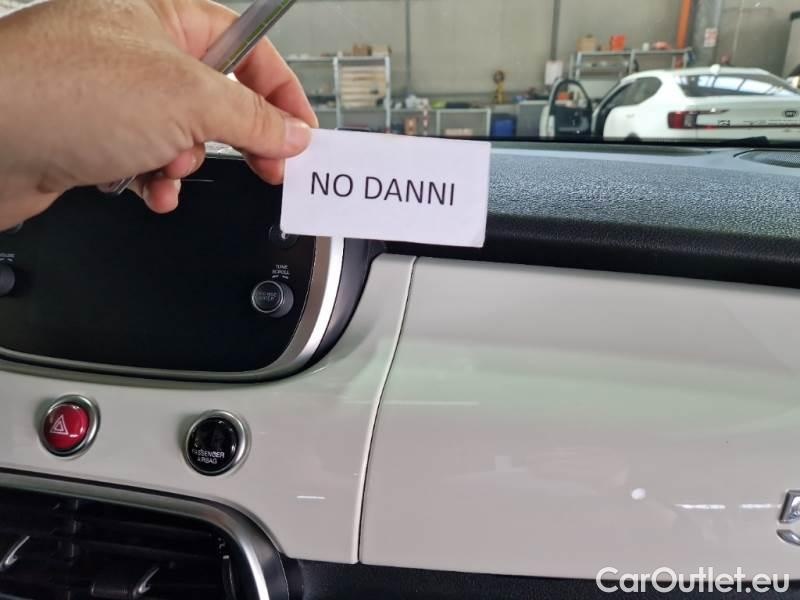 NO DANNI
TUNE
SCROLL
PASSENGER
AIRBAG
CarOutlet.eu